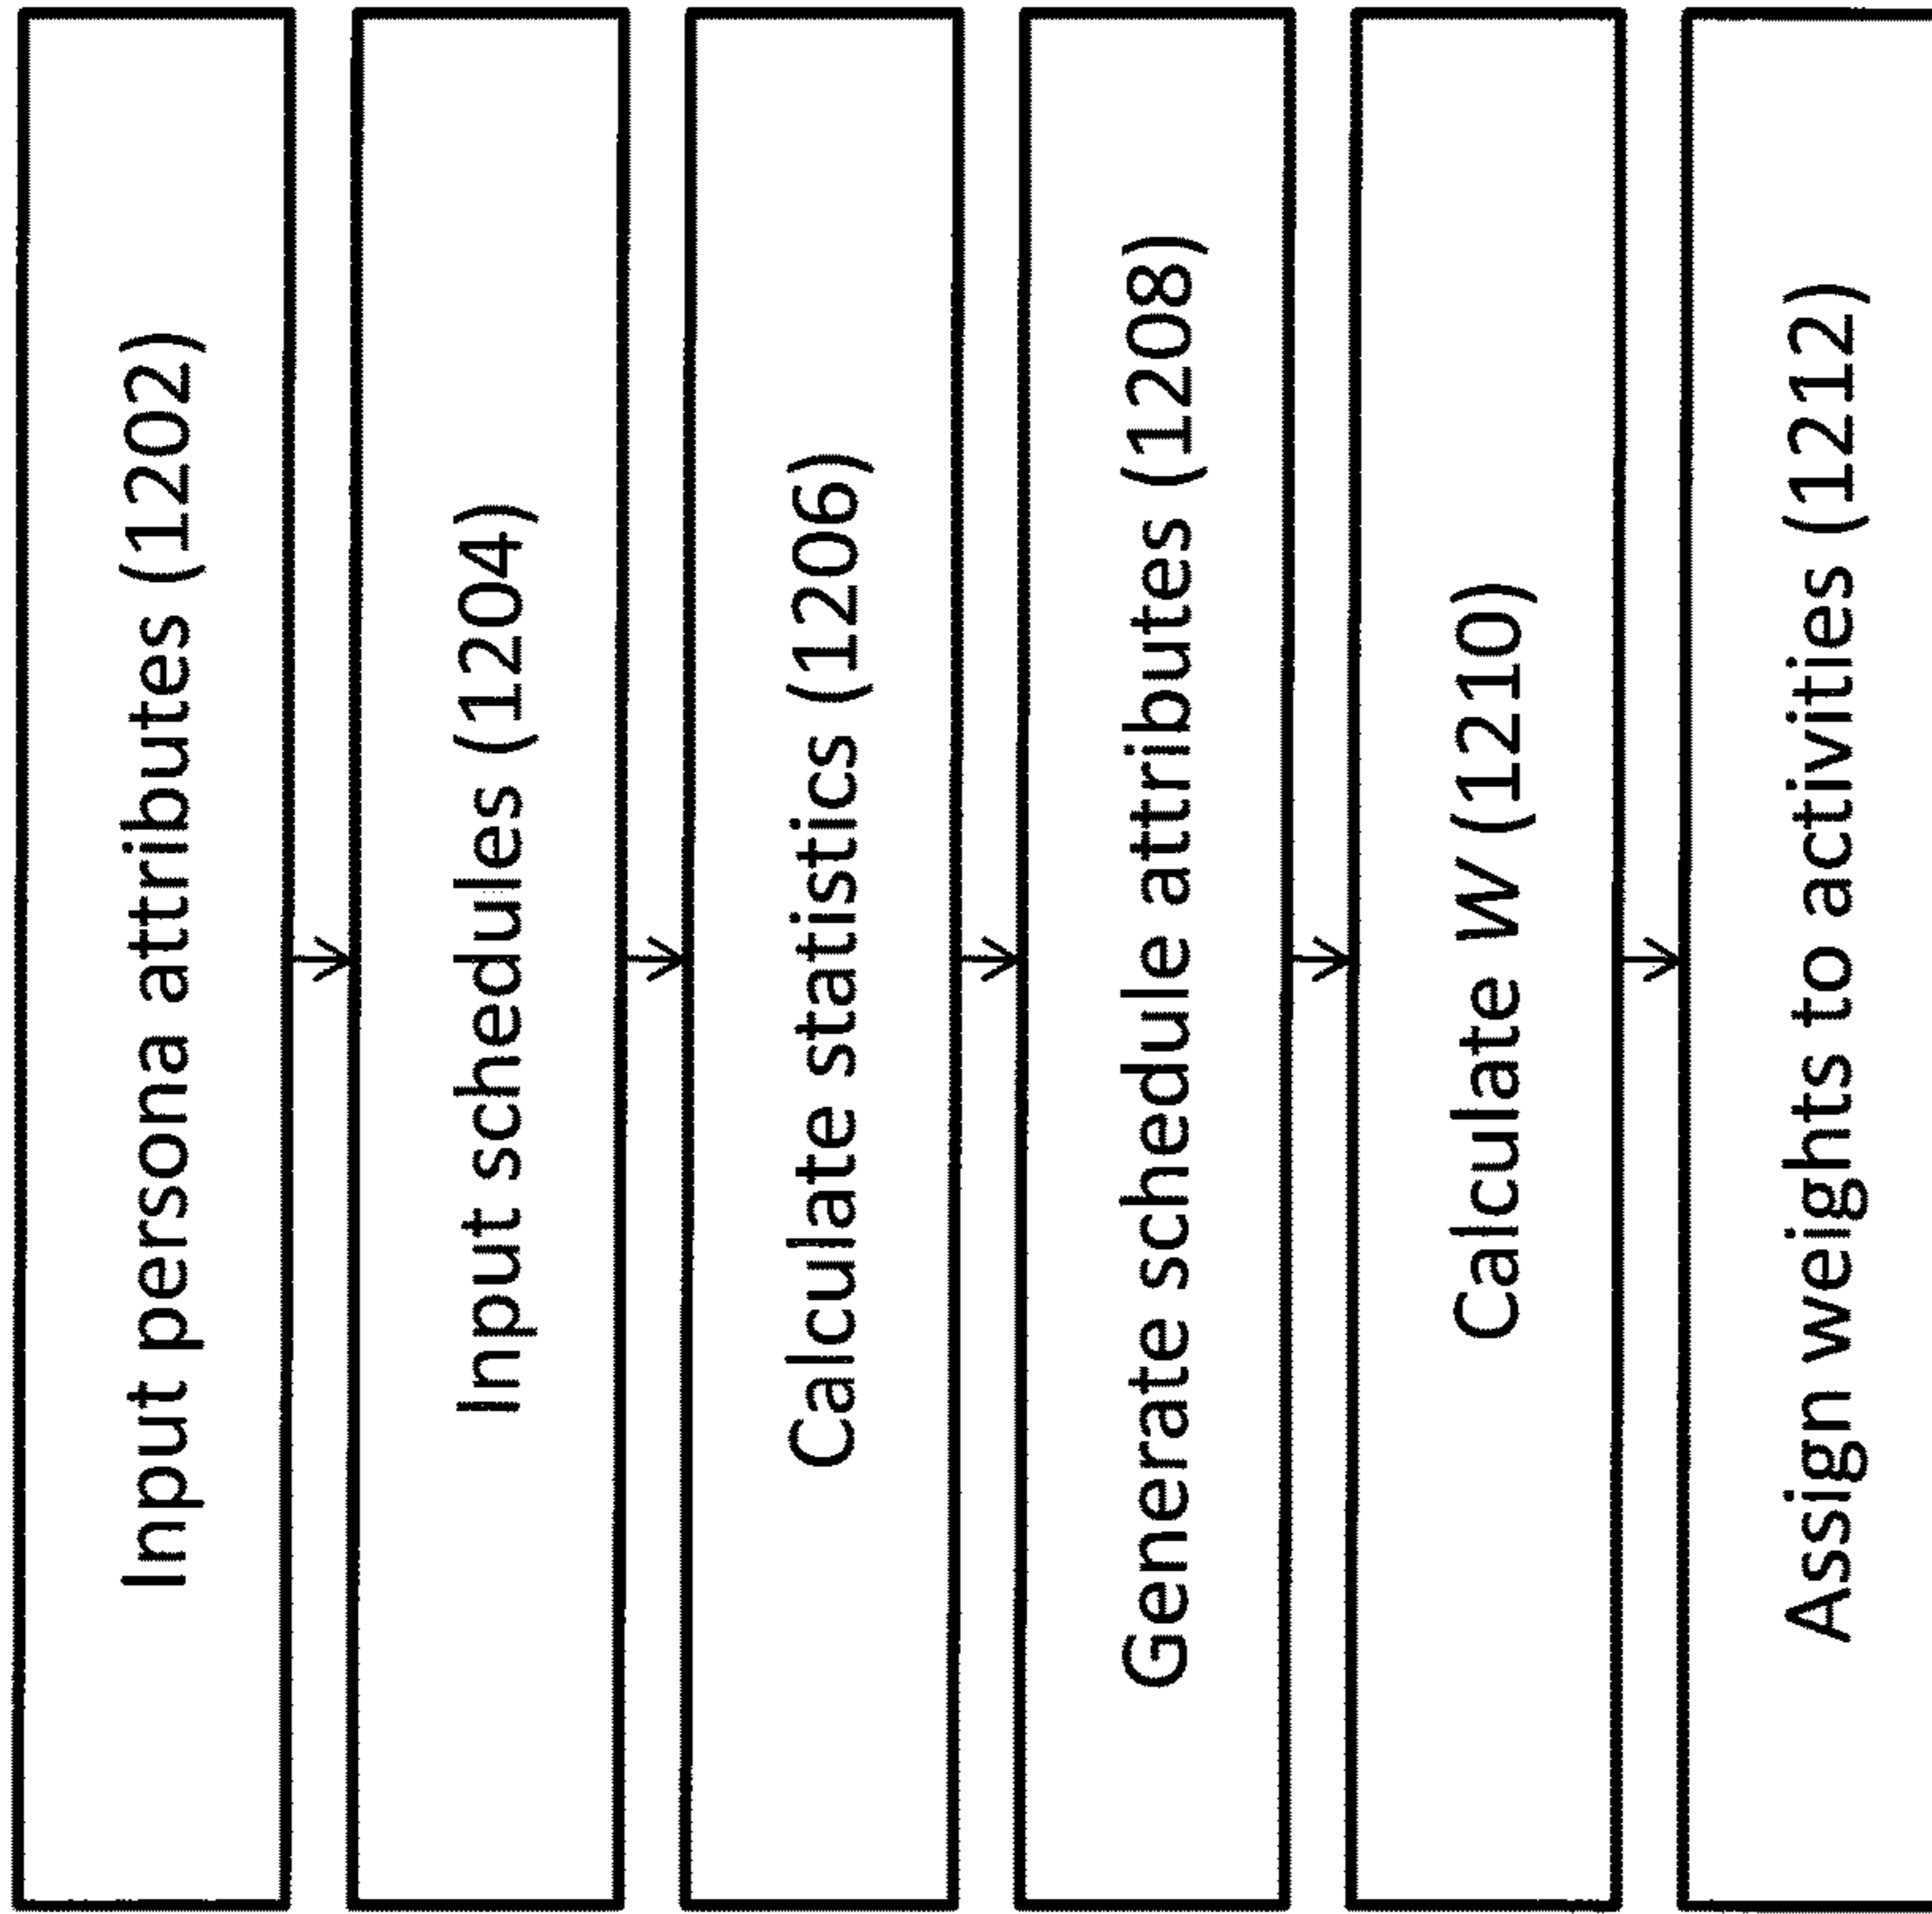 Input persona attributes (1202)
Input schedules (1204)
Calculate statistics (1206)
Generate schedule attributes (1208)
Calculate W (1210)
Assign weights to activities (1212)